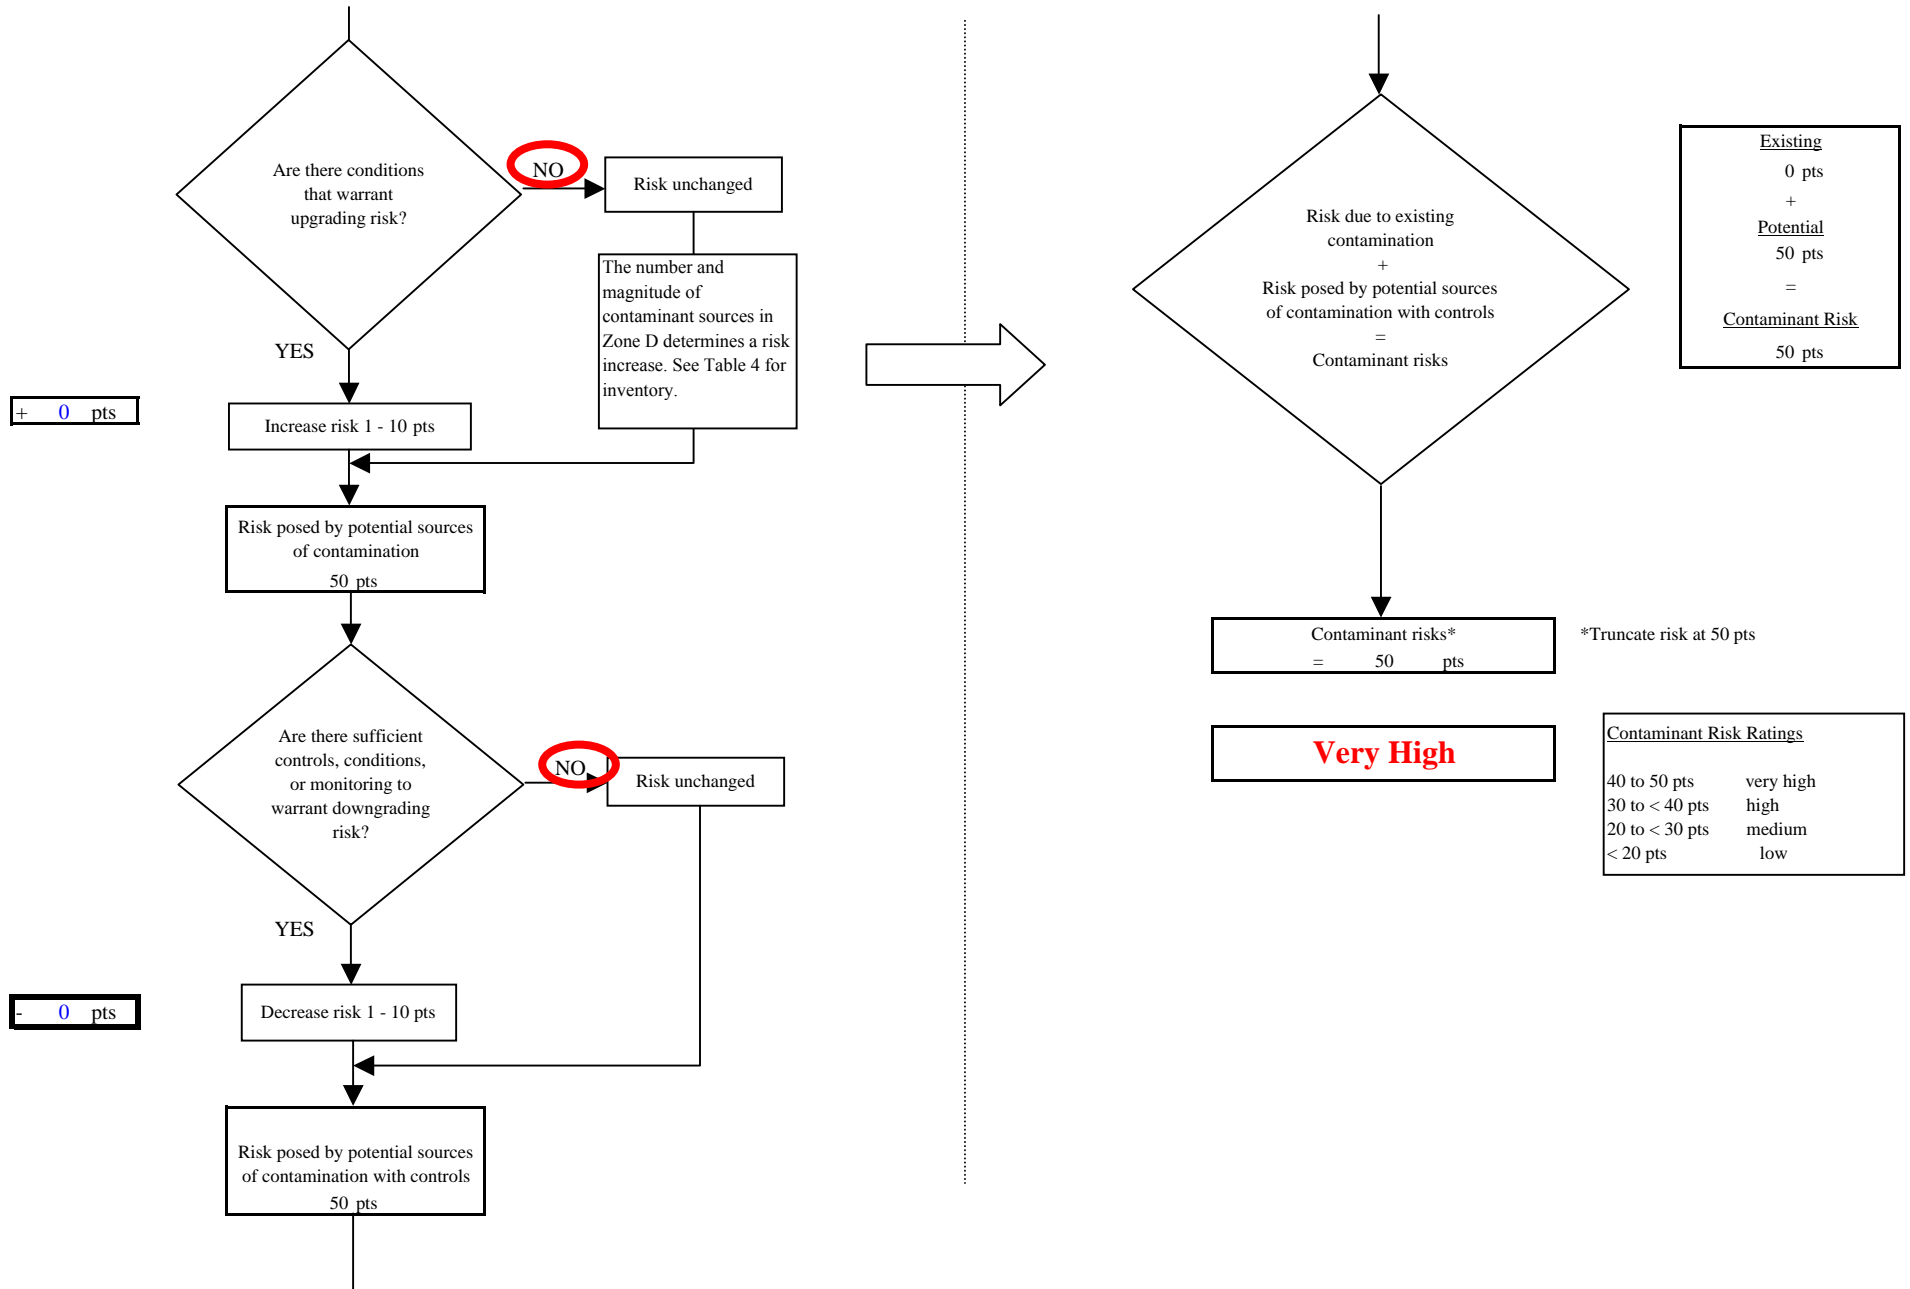 Are there conditions
that warrant
upgrading risk?
NO
Risk unchanged
The number and
magnitude of
contaminant sources in
Zone D determines a risk
increase. See Table 4 for
inventory.
YES
+ 0 pts
Increase risk 1 - 10 pts
Risk posed by potential sources
of contamination
50 pts
Are there sufficient
controls, conditions,
or monitoring to
warrant downgrading
risk?
NO
Risk unchanged
YES
- 0 pts
Decrease risk 1 - 10 pts
Risk posed by potential sources
of contamination with controls
50 pts
Risk due to existing
contamination
+
Risk posed by potential sources
of contamination with controls
=
Contaminant risks
Existing
0 pts
+
Potential
50 pts
=
Contaminant Risk
50 pts
Contaminant risks*
= 50 pts
*Truncate risk at 50 pts
Very High
Contaminant Risk Ratings
40 to 50 pts very high
30 to < 40 pts high
20 to < 30 pts medium
< 20 pts low